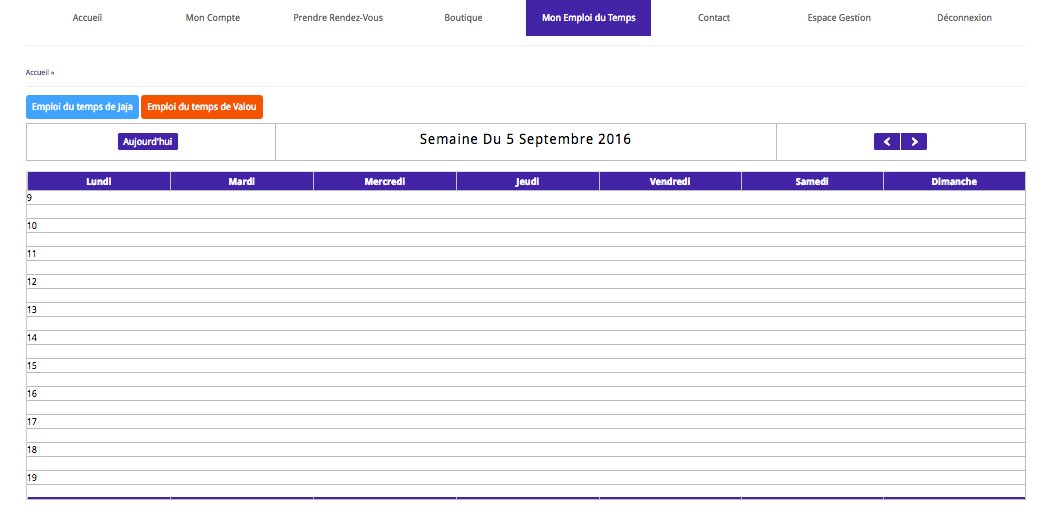 Accueil Mon Compte Prendre Rendez-Vous Boutique Mon Emploi du Temps Contact Espace Gestion Déconnexion
Accueil »
Emploi du temps de Jaja Emploi du temps de Valou
Aujourd'hui Semaine Du 5 Septembre 2016
Lundi Mardi Mercredi Jeudi Vendredi Samedi Dimanche
9
10
11
12
13
14
15
16
17
18
19